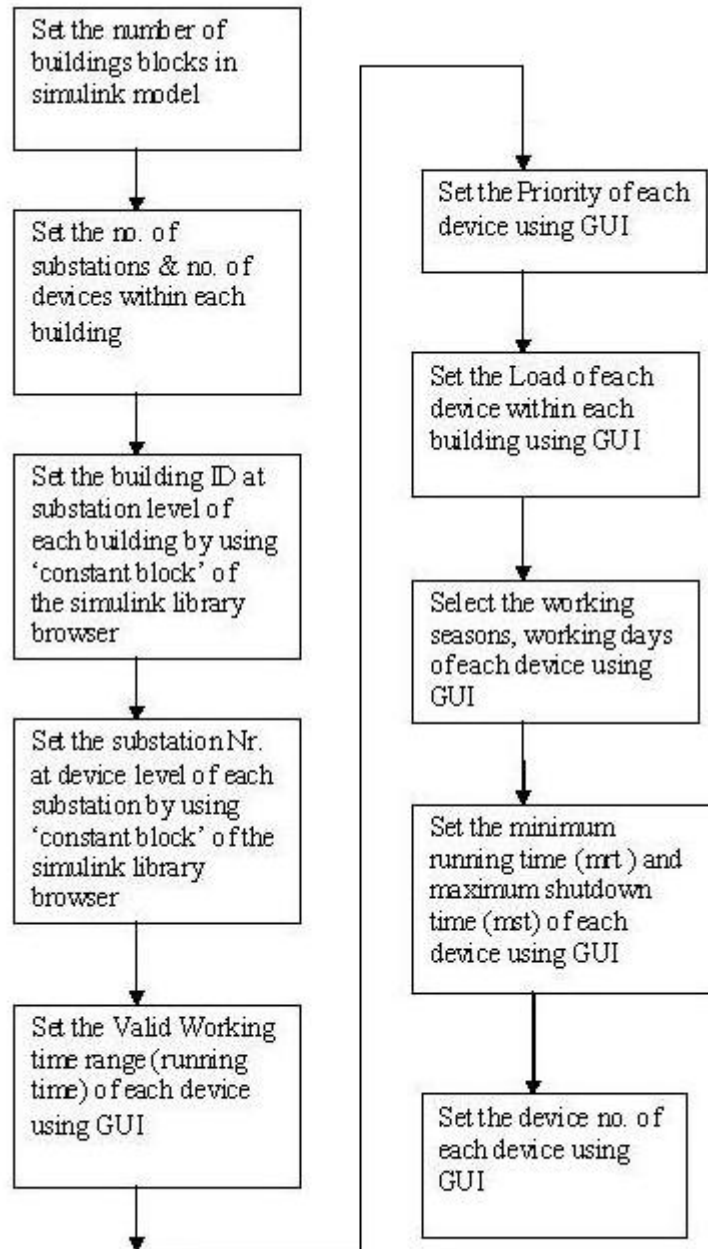 Set the number of
buildings blocks in
simulink model
Set the no. of
substations & no. of
devices within each
building
Set the building ID at
substation level of
each building by using
‘constant block’ of
the simulink library
browser
Set the substation Nr.
at device level of each
substation by using
‘constant block’ of the
simulink library
browser
Set the Valid Working
time range (running
time) of each device
using GUI
Set the Priority of each
device using GUI
Set the Load of each
device within each
building using GUI
Select the working
seasons, working days
of each device using
GUI
Set the minimum
running time (mrt ) and
maximum shutdown
time (mst) of each
device using GUI
Set the device no. of
each device using
GUI